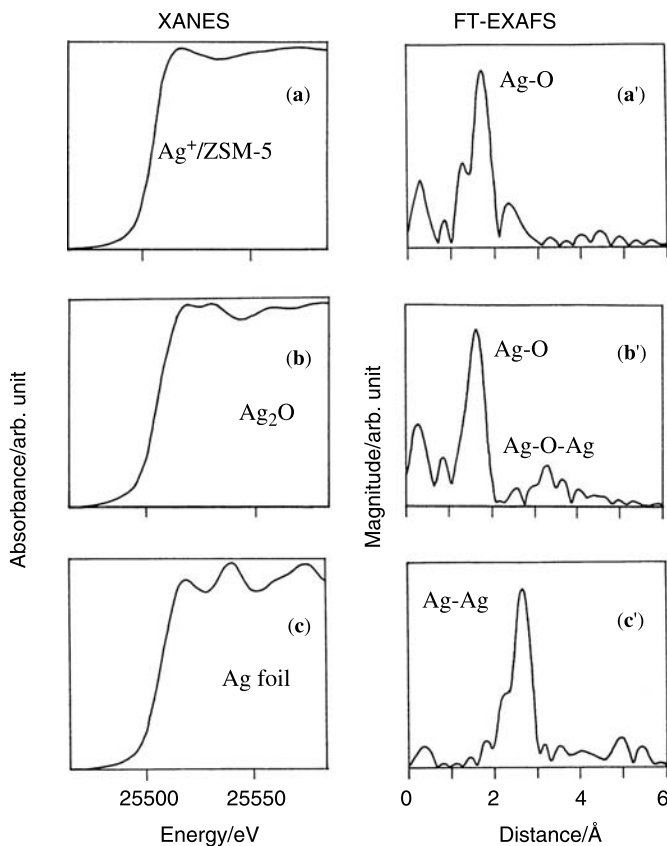 XANES
FT-EXAFS
(a)
Ag⁺/ZSM-5
Ag-O
(a')
(b)
Ag₂O
Ag-O
(b')
Ag-O-Ag
Absorbance/arb. unit
Magnitude/arb. unit
(c)
Ag foil
Ag-Ag
(c')
25500 25550
0 2 4 6
Energy/eV
Distance/Å